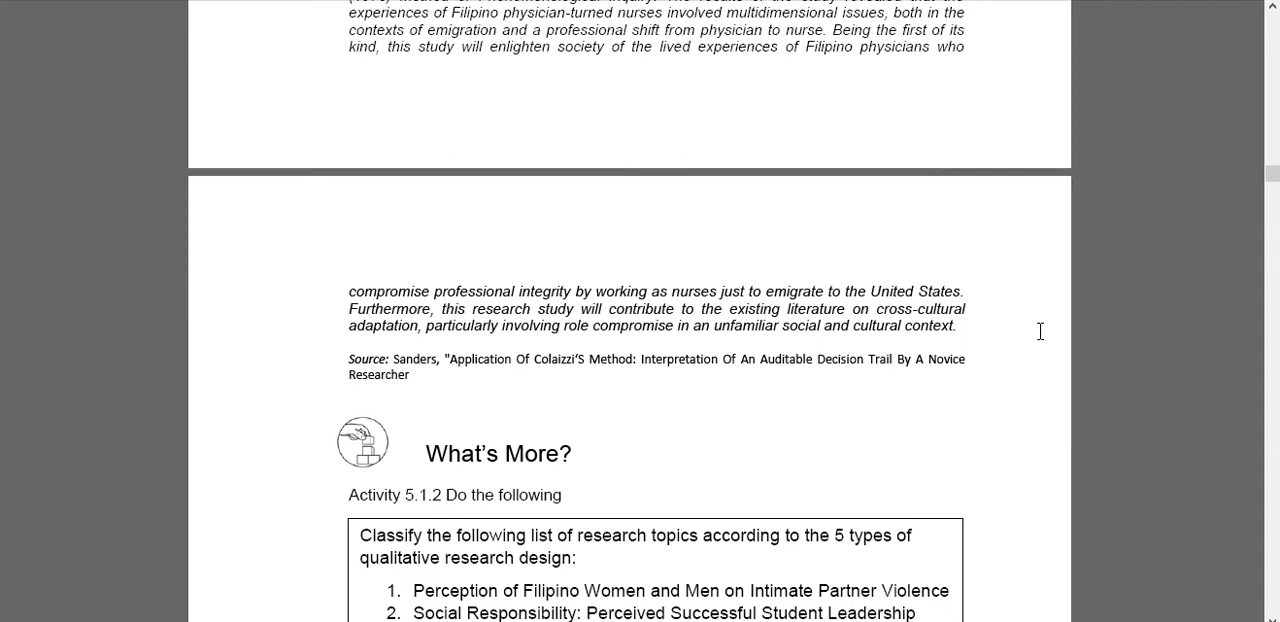 experiences of Filipino physician-turned nurses involved multidimensional issues, both in the
contexts of emigration and a professional shift from physician to nurse. Being the first of its
kind, this study will enlighten society of the lived experiences of Filipino physicians who
compromise professional integrity by working as nurses just to emigrate to the United States.
Furthermore, this research study will contribute to the existing literature on cross-cultural
adaptation, particularly involving role compromise in an unfamiliar social and cultural context.
Source: Sanders, "Application Of Colaizzi'S Method: Interpretation Of An Auditable Decision Trail By A Novice
Researcher
What's More?
Activity 5.1.2 Do the following
Classify the following list of research topics according to the 5 types of
qualitative research design:
1. Perception of Filipino Women and Men on Intimate Partner Violence
2. Social Responsibility: Perceived Successful Student Leadership